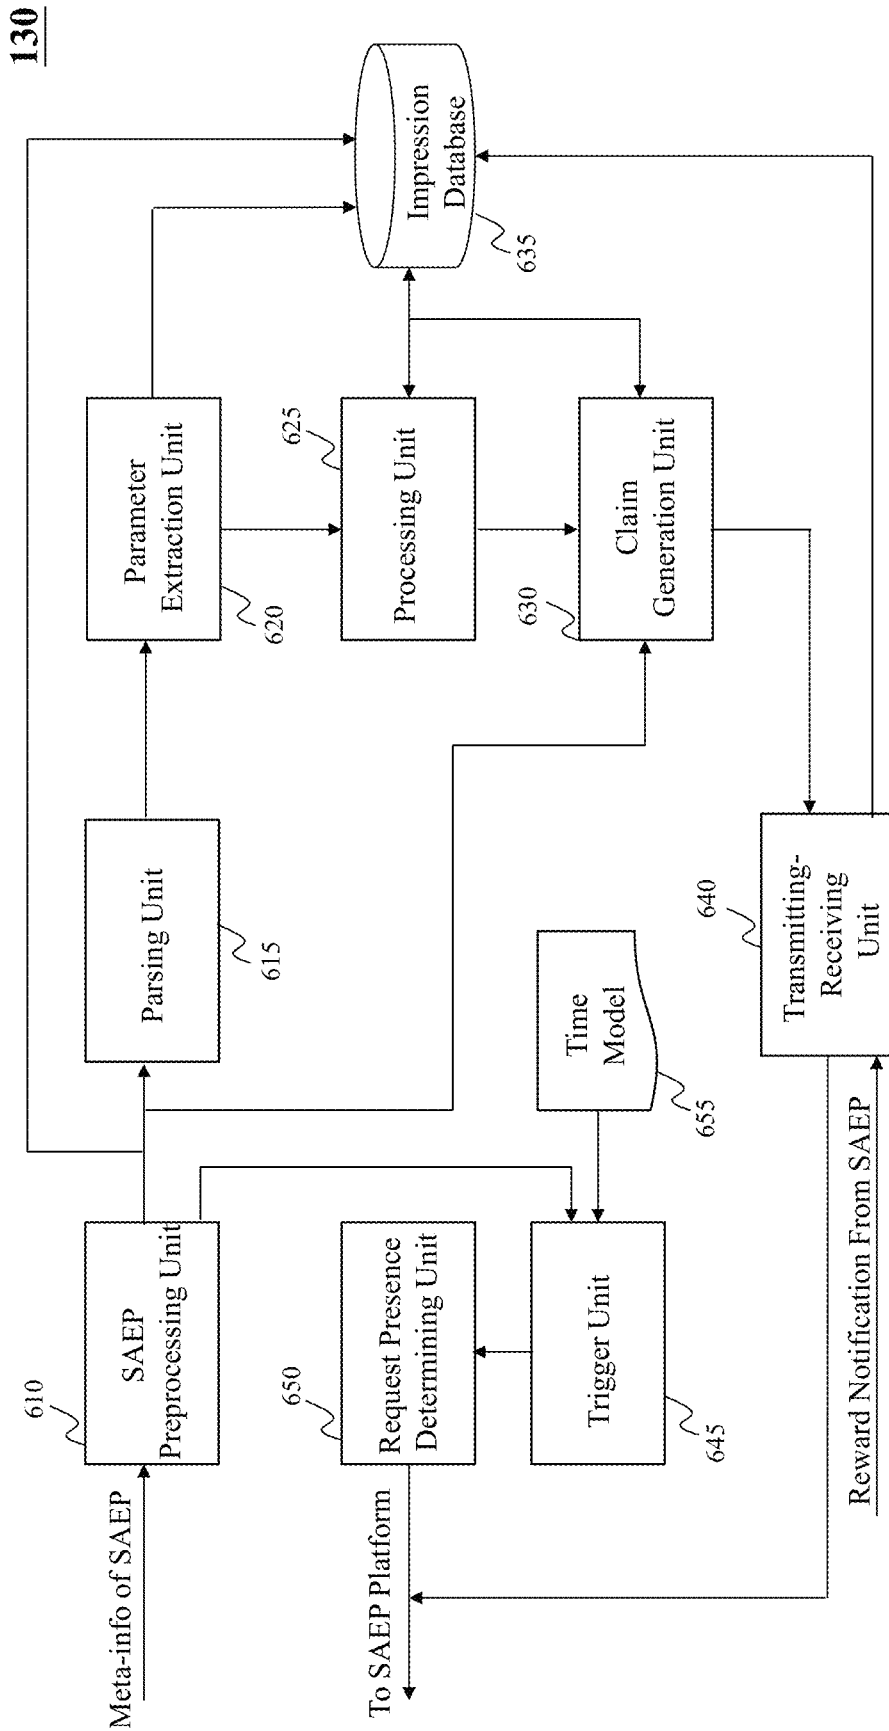 130
Meta-info of SAEP
610
SAEP
Preprocessing Unit
Parsing Unit
615
Parameter
Extraction Unit
620
To SAEP Platform
650
Request Presence
Determining Unit
Processing Unit
625
Impression
Database
635
Trigger Unit
645
Time
Model
655
630
Claim
Generation Unit
Reward Notification From SAEP
640
Transmitting-
Receiving
Unit